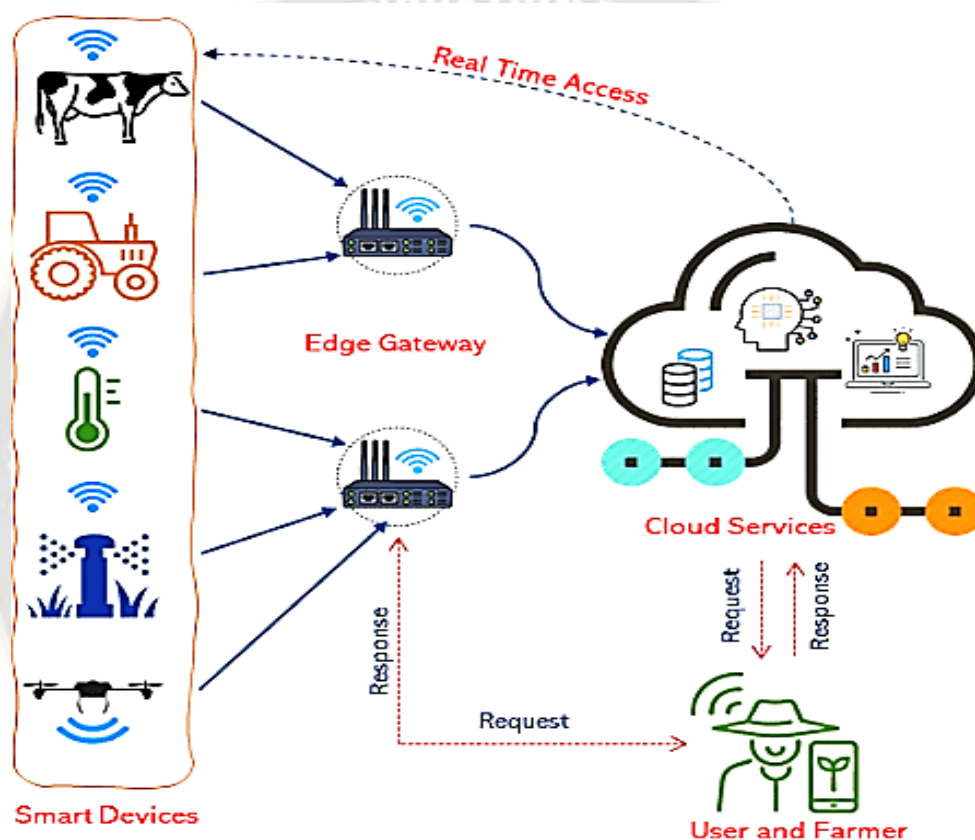 Real Time Access
Edge Gateway
Cloud Services
Request
Response
Response
Request
Smart Devices
User and Farmer